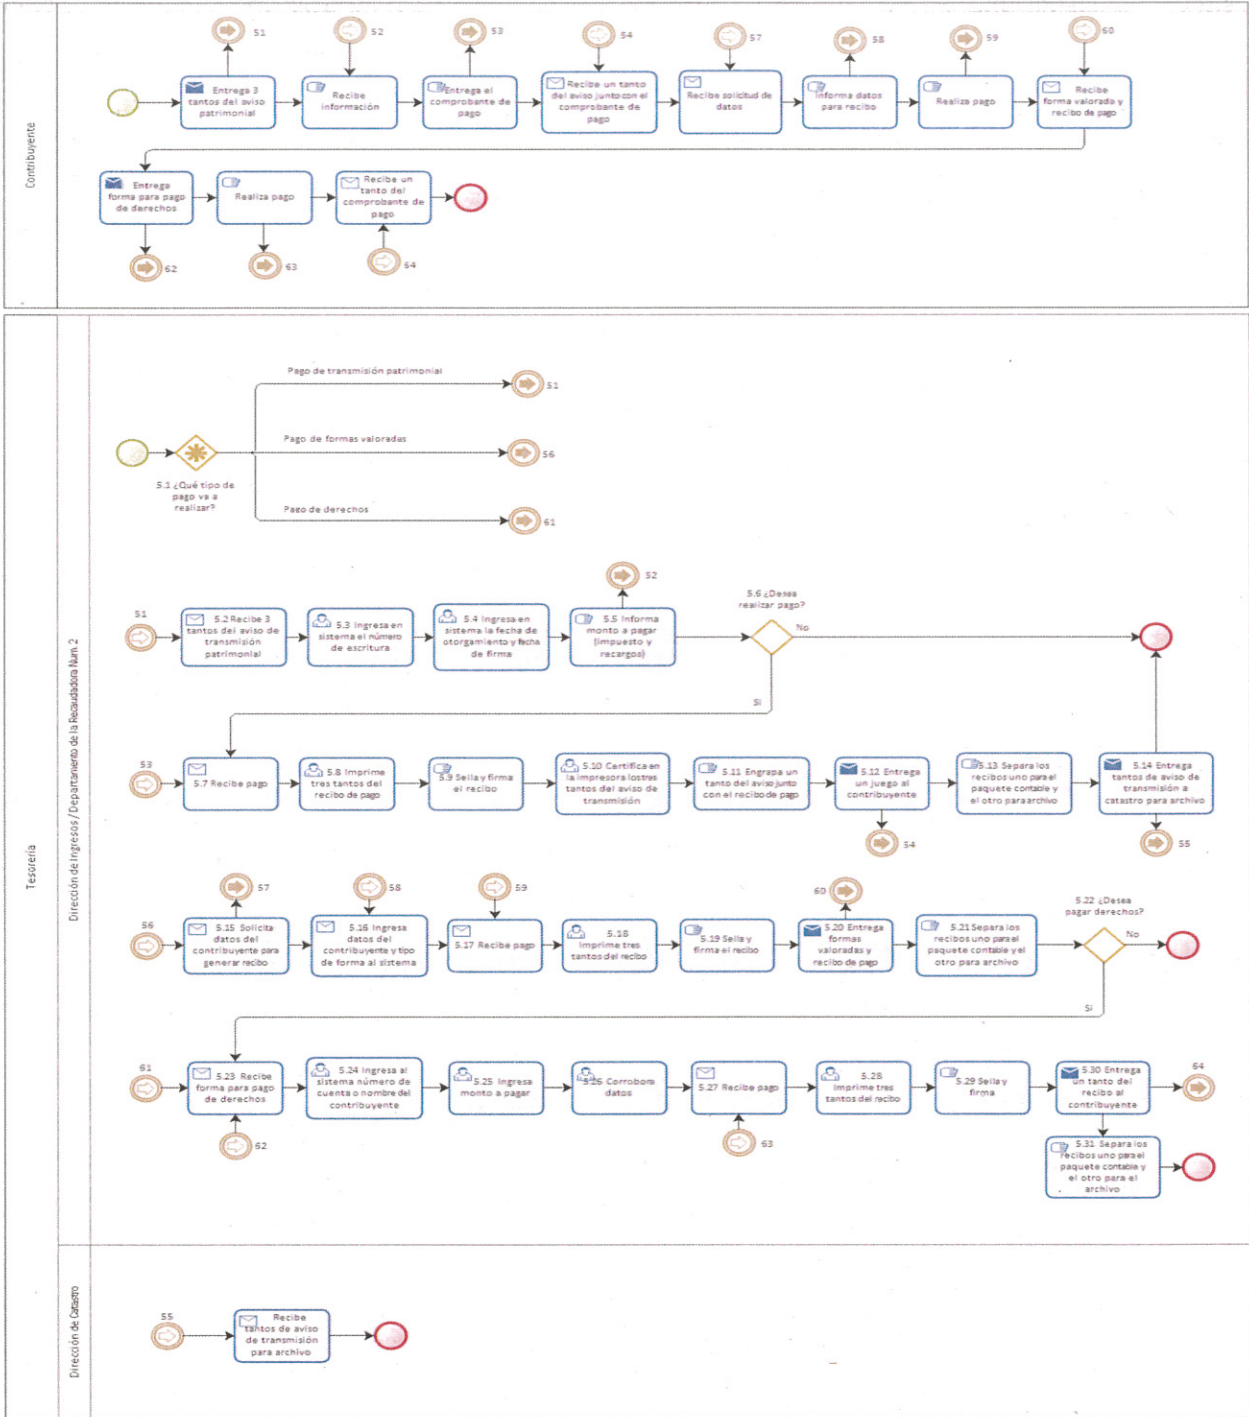 Contribuyente
51
52
53
54
57
58
59
60
Entrega 3
tantos del aviso
patrimonial
Recibe
información
Entrega el
comprobante de
pago
Recibe un tanto
del aviso junto con el
comprobante de
pago
Recibe solicitud de
datos
Informa datos
para recibo
Realiza pago
Recibe
forma valorada y
recibo de pago
Entrega
forma para pago
de derechos
Realiza pago
Recibe un
tanto del
comprobante de
pago
62
63
64
Tesorería
Dirección de Ingresos / Departamento de la Recaudadora Num. 2
Pago de transmisión patrimonial
51
Pago de formas valoradas
56
5.1 ¿Qué tipo de
pago va a
realizar?
Pago de derechos
61
52
5.6 ¿Desea
realizar pago?
51
5.2 Recibe 3
tantos del aviso de
transmisión
patrimonial
5.3 Ingresa en
sistema el número
de escritura
5.4 Ingresa en
sistema la fecha de
otorgamiento y fecha
de firma
5.5 Informa
monto a pagar
(impuesto y
recargos)
No
Si
53
5.7 Recibe pago
5.8 Imprime
tres tantos del
recibo de pago
5.9 Sella y firma
el recibo
5.10 Certifica en
la impresora los tres
tantos del aviso de
transmisión
5.11 Engrapa un
tanto del aviso junto
con el recibo de pago
5.12 Entrega
un juego al
contribuyente
5.13 Separa los
recibos uno para el
paquete contable y
el otro para archivo
5.14 Entrega
tantos de aviso de
transmisión a
catastro para archivo
54
55
57
58
59
60
5.22 ¿Desea
pagar derechos?
56
5.15 Solicita
datos del
contribuyente para
generar recibo
5.16 Ingresa
datos del
contribuyente y tipo
de forma al sistema
5.17 Recibe pago
5.18
Imprime tres
tantos del recibo
5.19 Sella y
firma el recibo
5.20 Entrega
formas
valoradas y
recibo de pago
5.21 Separa los
recibos uno para el
paquete contable y el
otro para archivo
No
Si
61
5.23 Recibe
forma para pago
de derechos
5.24 Ingresa al
sistema número de
cuenta o nombre del
contribuyente
5.25 Ingresa
monto a pagar
5.26 Corrobora
datos
5.27 Recibe pago
5.28
Imprime tres
tantos del recibo
5.29 Sella y
firma
5.30 Entrega
un tanto del
recibo al
contribuyente
64
62
63
5.31 Separa los
recibos uno para el
paquete contable y
el otro para el
archivo
Dirección de Catastro
55
Recibe
tantos de aviso
de transmisión
para archivo